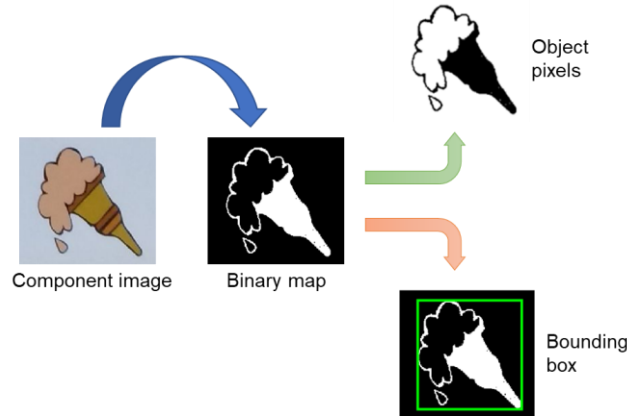 Object
pixels
Component image
Binary map
Bounding
box